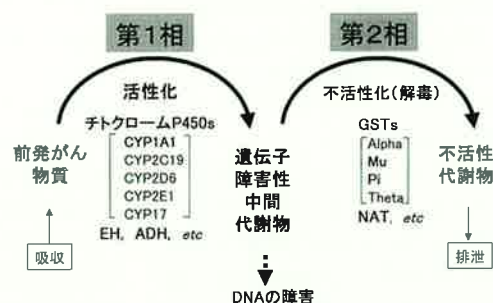 第1相
第2相
活性化
不活性化(解毒)
チトクロームP450s
CYP1A1
CYP2C19
CYP2D6
CYP2E1
CYP17
EH, ADH, etc
前発がん
物質
吸収
遺伝子
障害性
中間
代謝物
DNAの障害
GSTs
Alpha
Mu
Pi
Theta
NAT, etc
不活性
代謝物
排泄